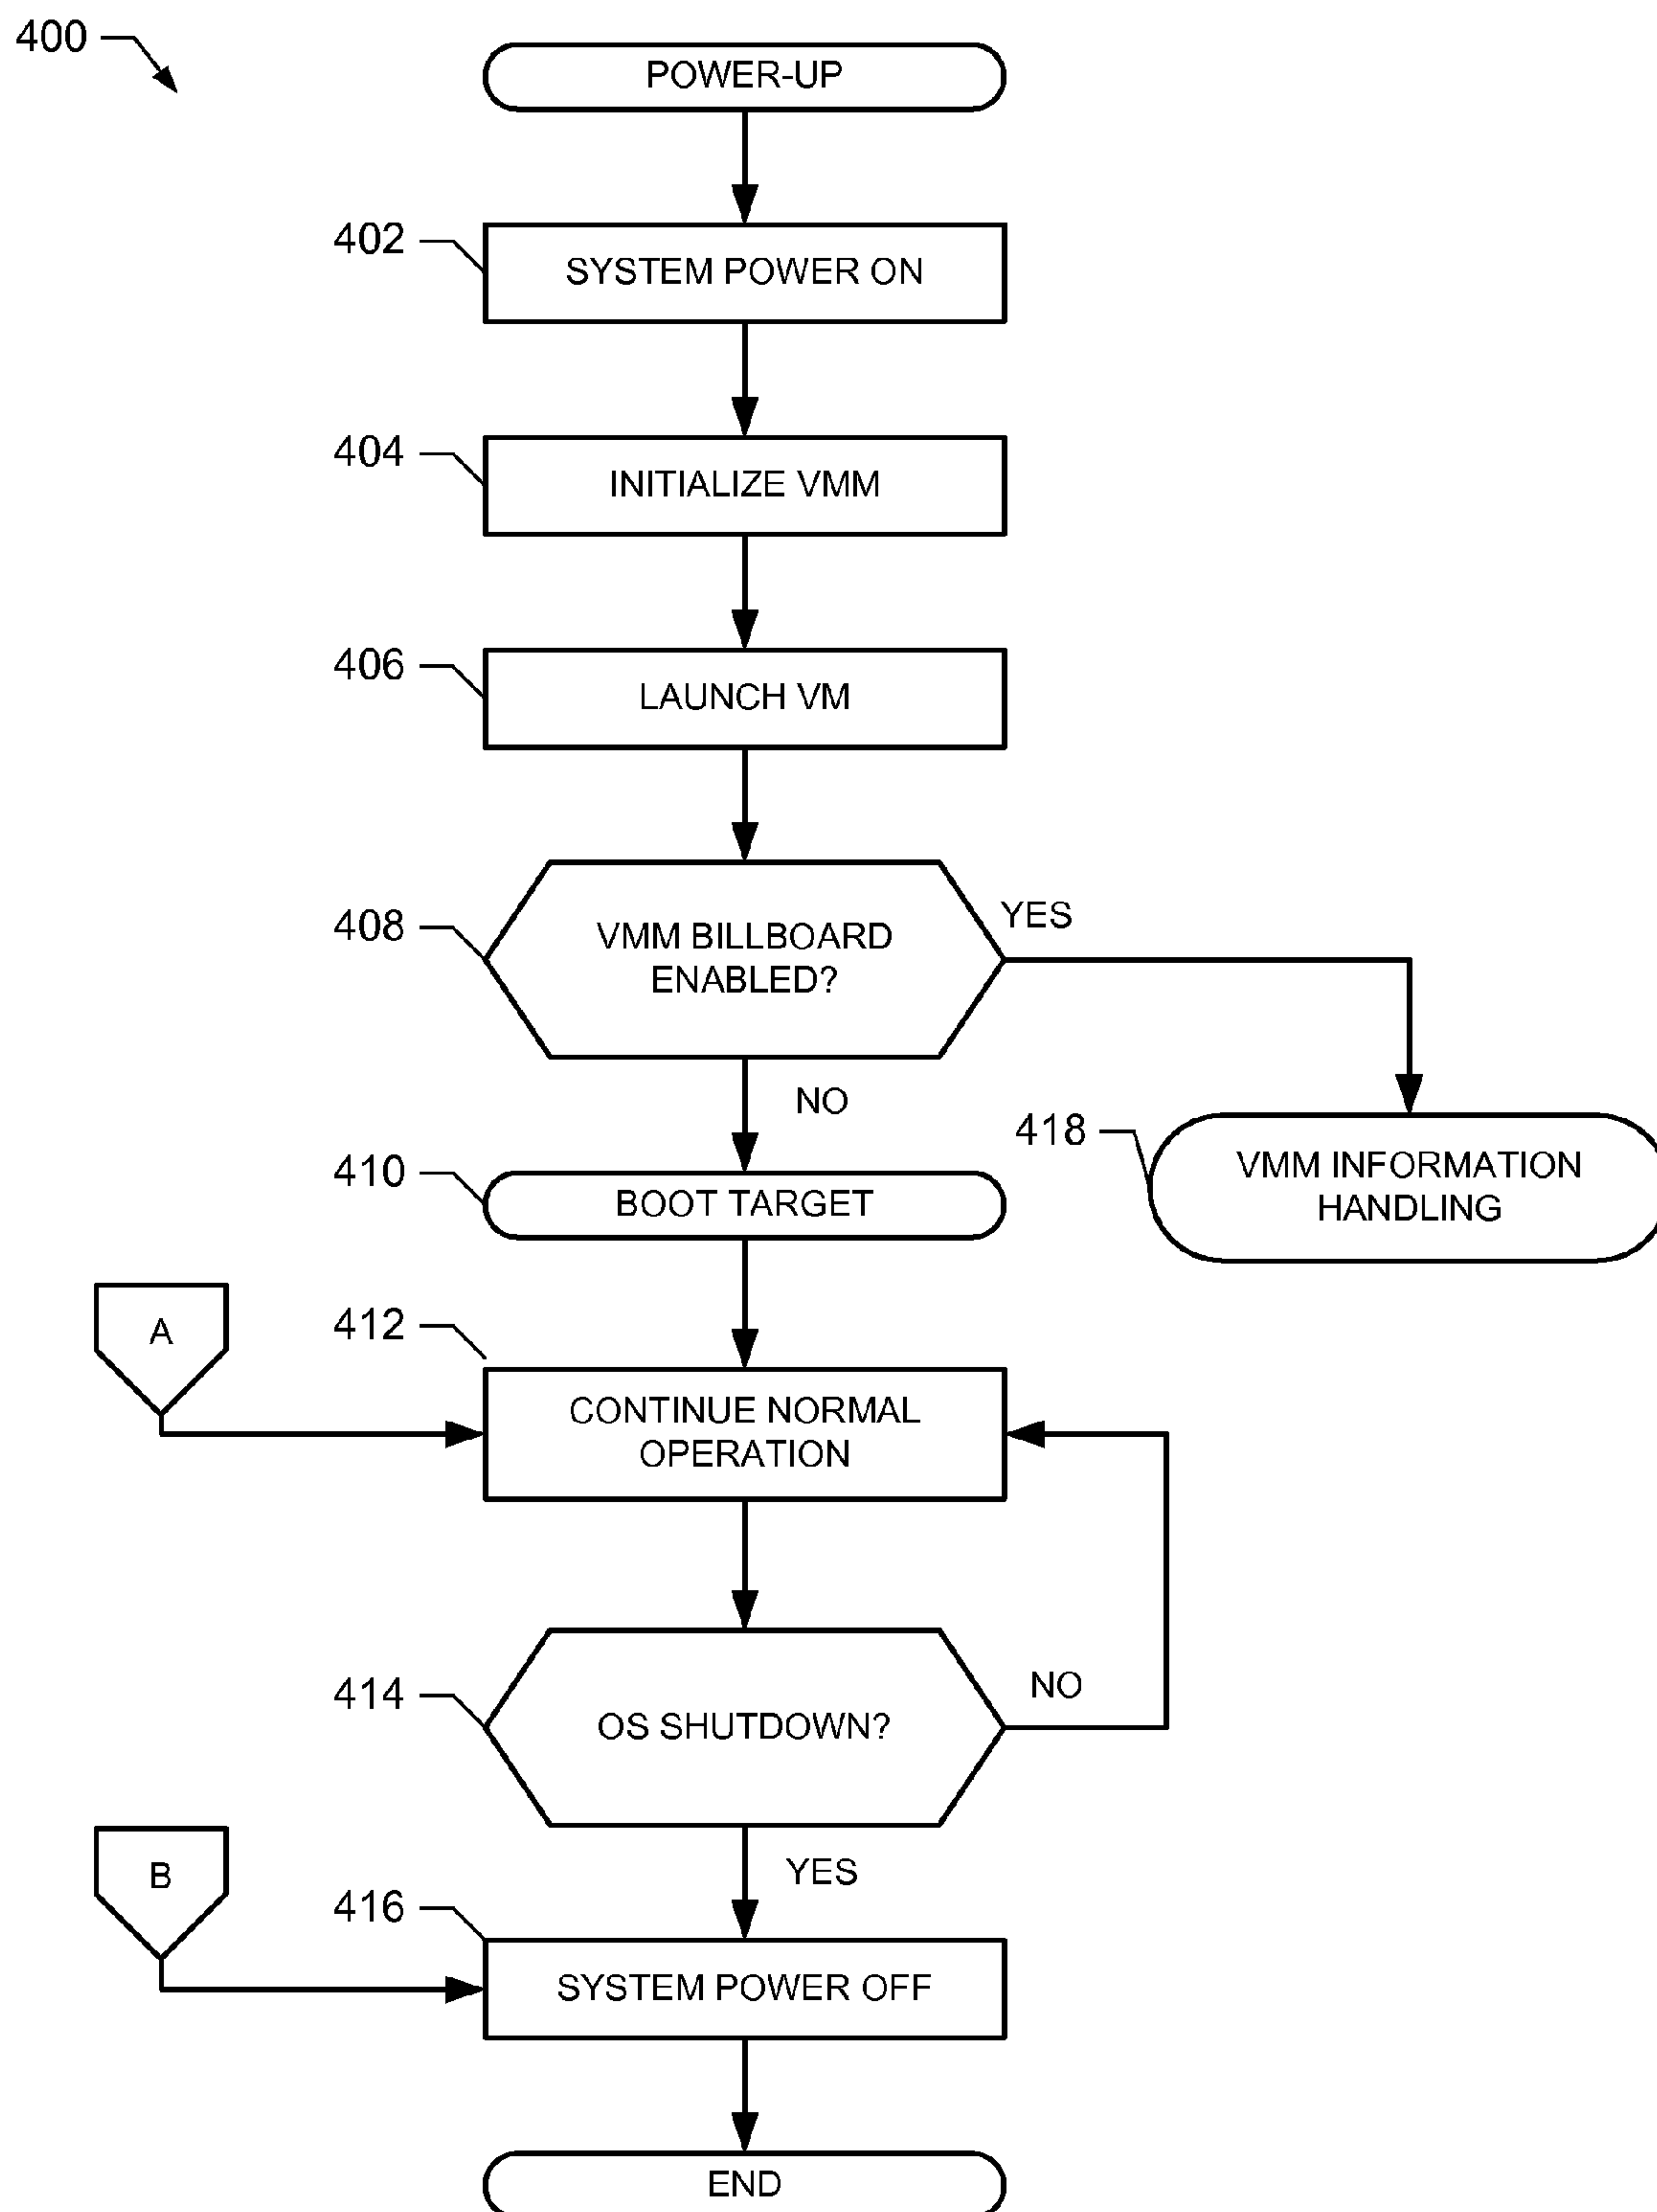 400
POWER-UP
402
SYSTEM POWER ON
404
INITIALIZE VMM
406
LAUNCH VM
408
VMM BILLBOARD
ENABLED?
YES
NO
418
VMM INFORMATION
HANDLING
410
BOOT TARGET
A
412
CONTINUE NORMAL
OPERATION
414
OS SHUTDOWN?
NO
YES
B
416
SYSTEM POWER OFF
END